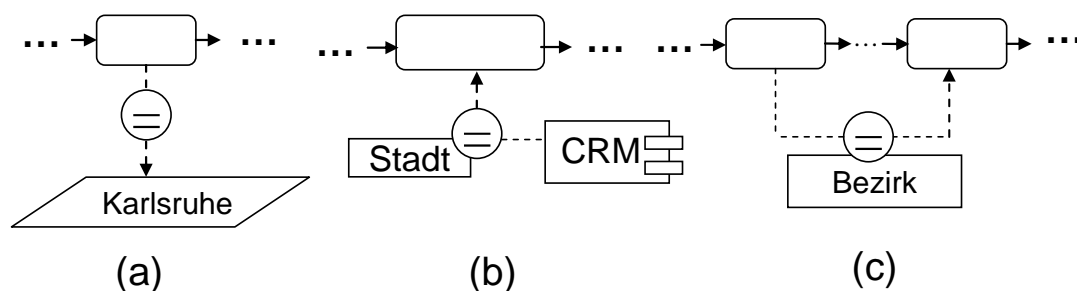 ... ... ... ... ... ... ...
Karlsruhe
Stadt CRM
Bezirk
(a) (b) (c)